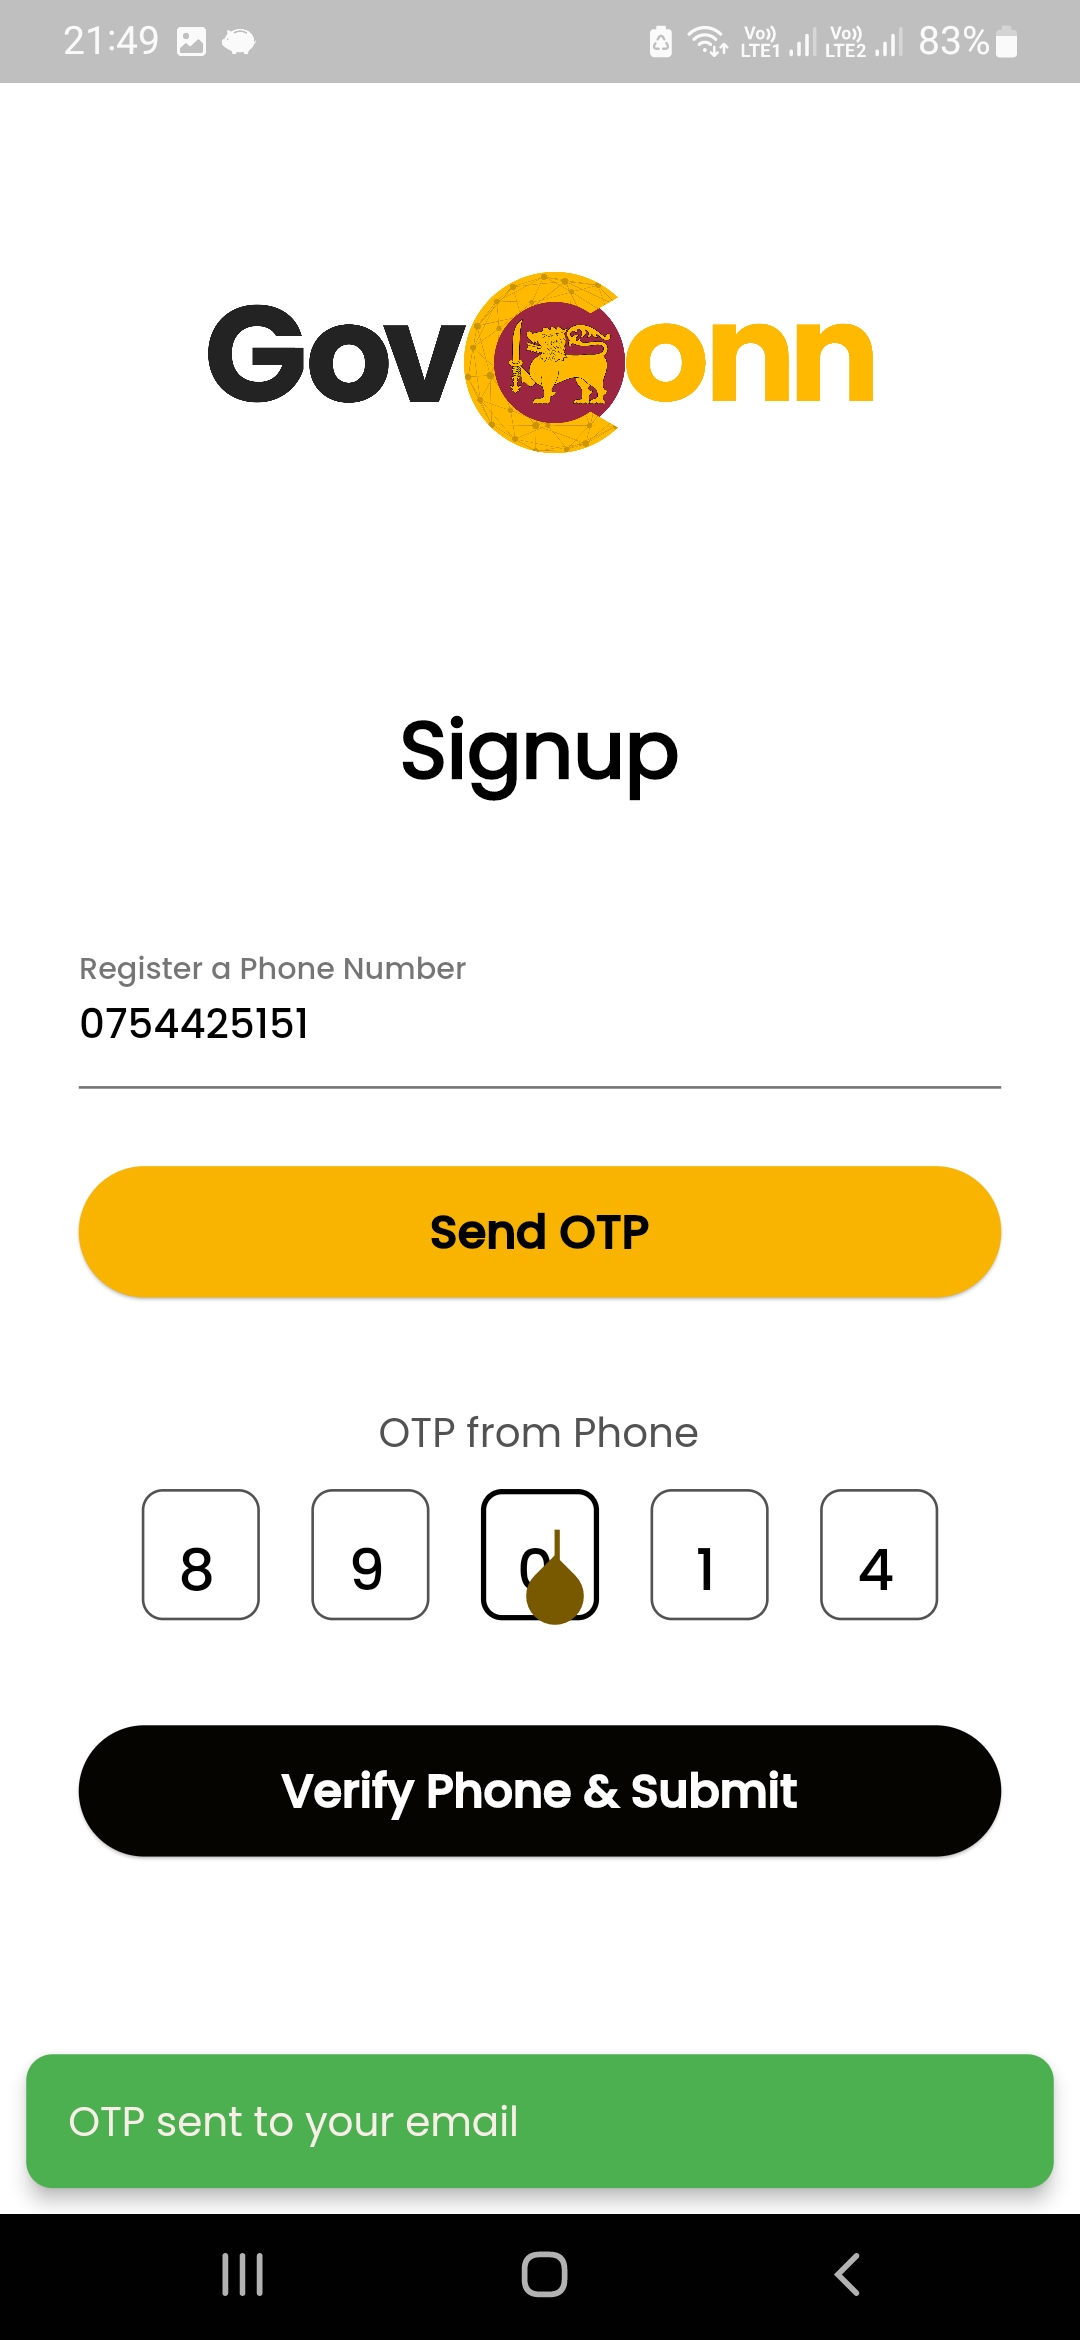 21:49 Vo)) LTE1 Vo)) LTE2 83%
GovConn
Signup
Register a Phone Number
0754425151
Send OTP
OTP from Phone
8 9 0 1 4
Verify Phone & Submit
OTP sent to your email